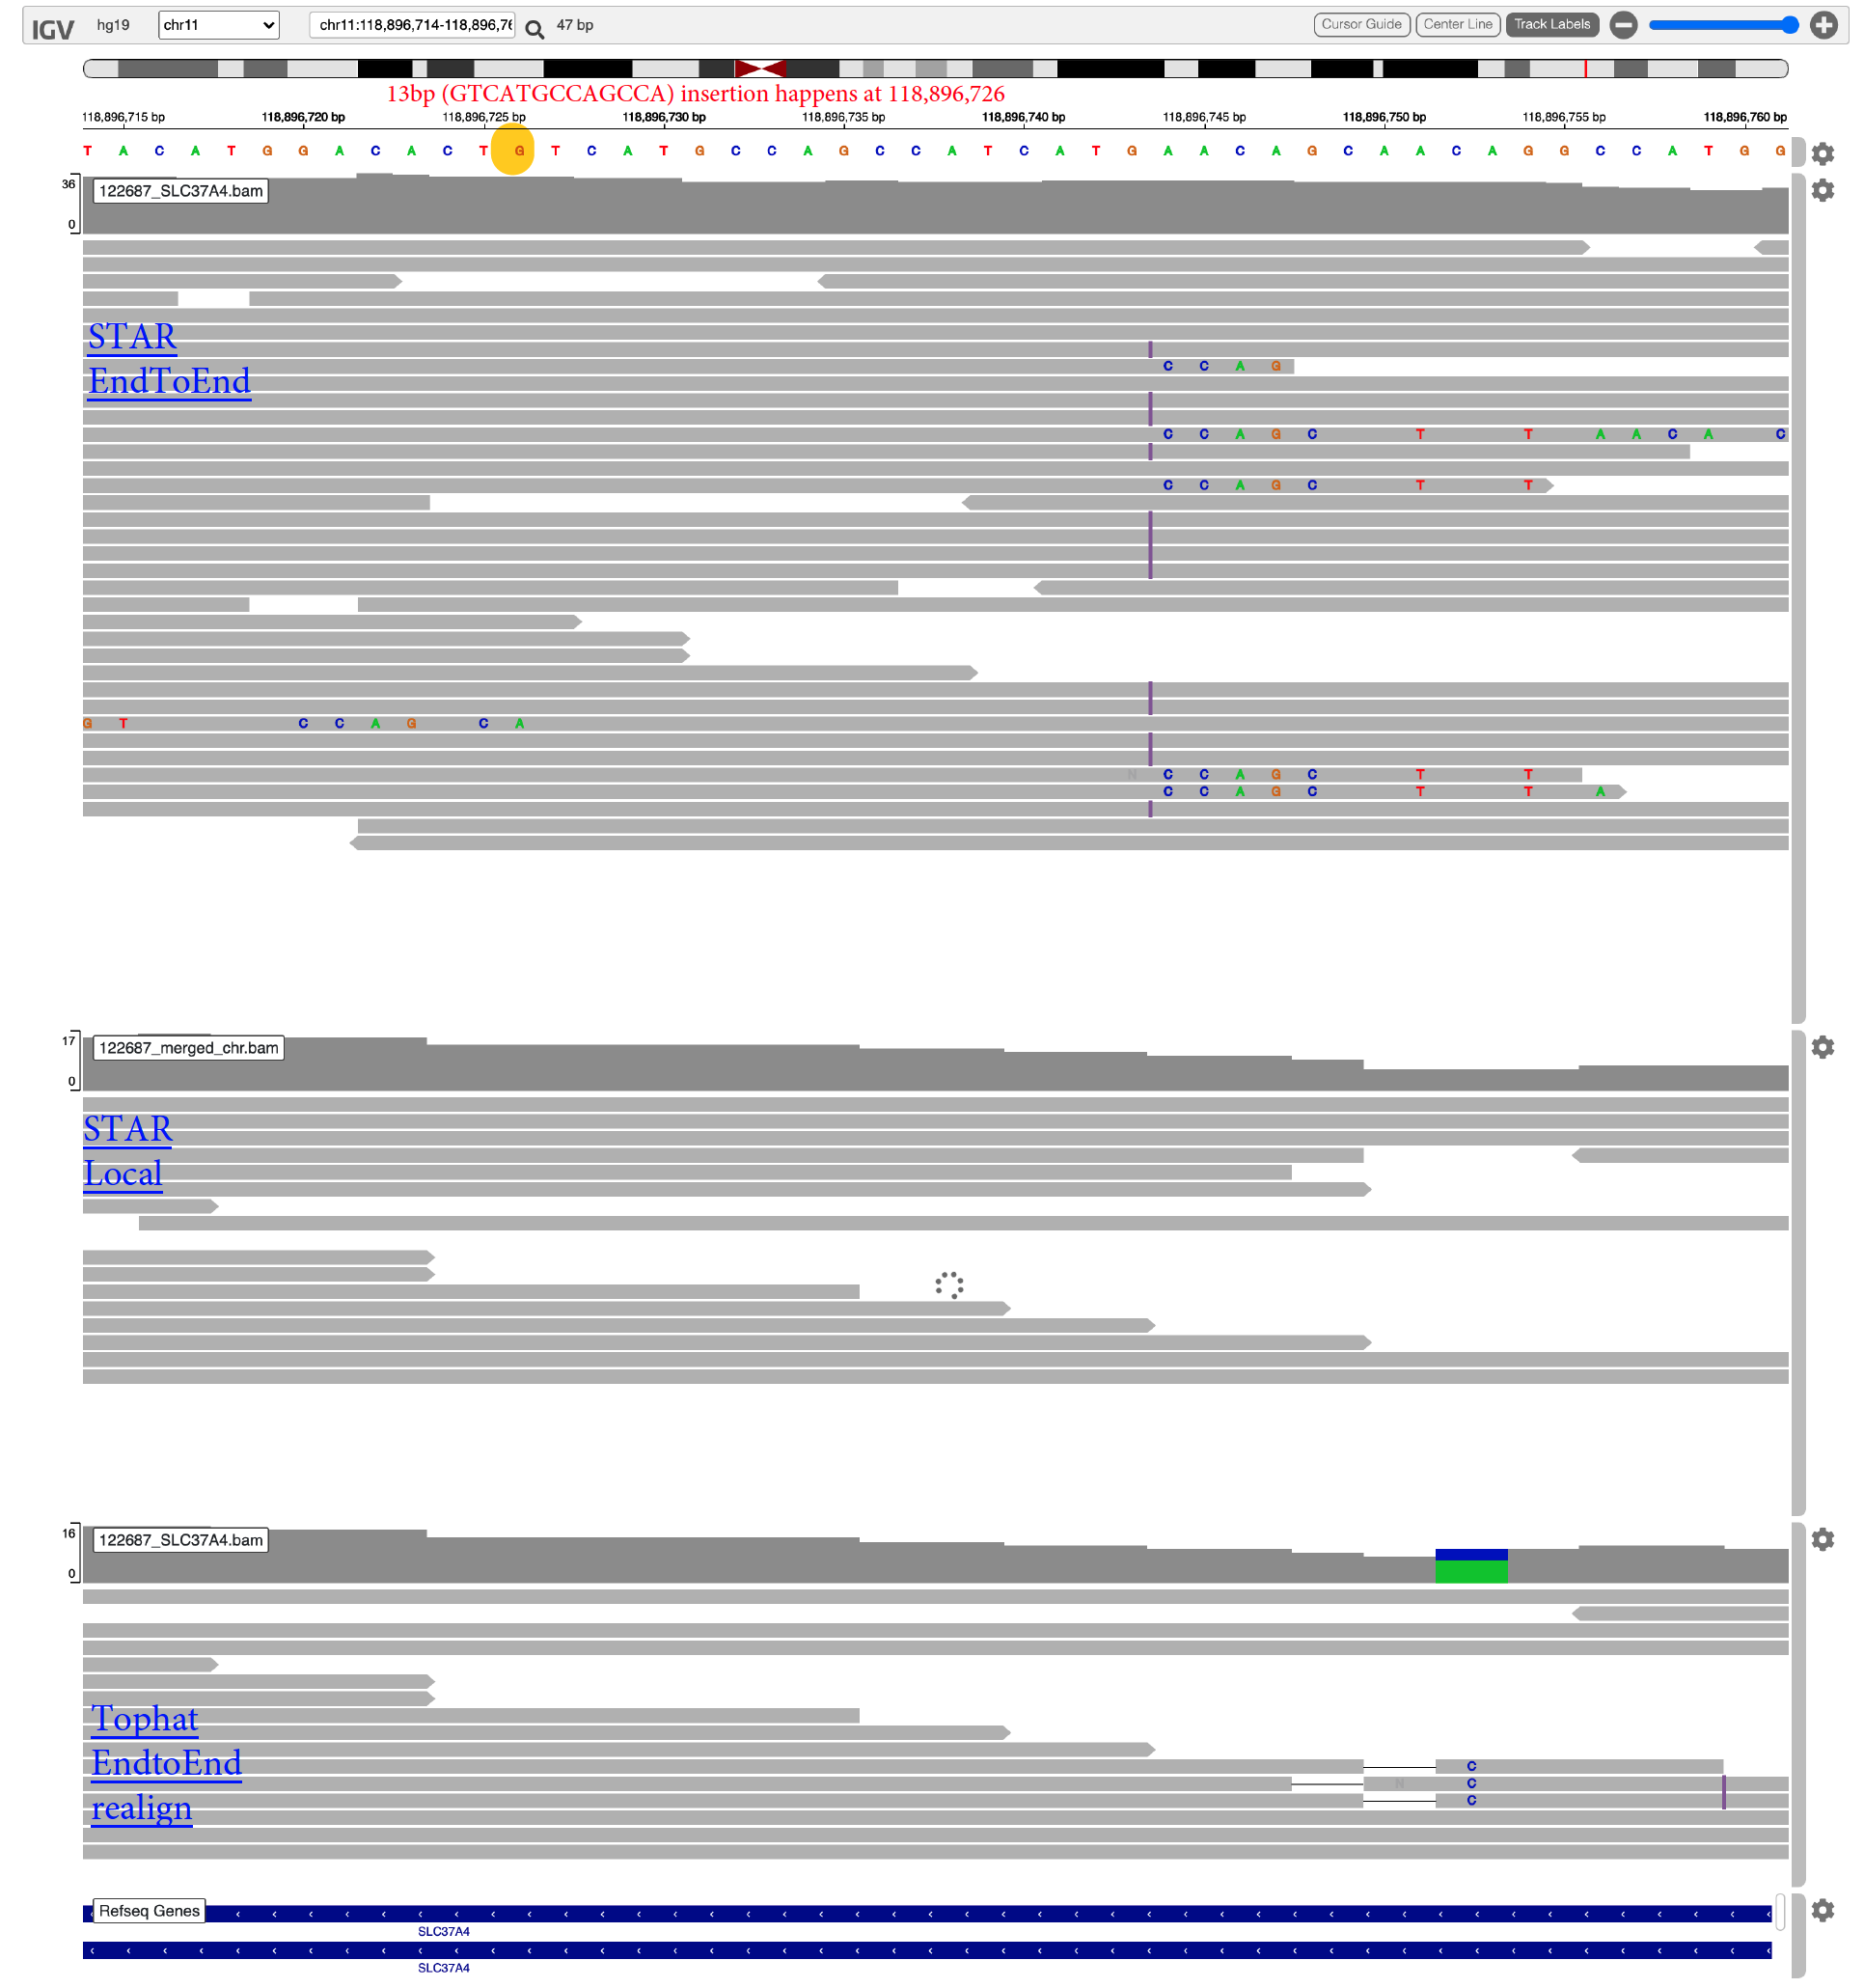 IGV hg19 chr11 chr11:118,896,714-118,896,76 47 bp Cursor Guide Center Line Track Labels
13bp (GTCATGCCAGCCA) insertion happens at 118,896,726
118,896,715 bp 118,896,720 bp 118,896,725 bp 118,896,730 bp 118,896,735 bp 118,896,740 bp 118,896,745 bp 118,896,750 bp 118,896,755 bp 118,896,760 bp
T A C A T G G A C A C T G T C A T G C C A G C C A T C A T G A A C A G C A A C A G G C C A T G G
36
122687_SLC37A4.bam
0
STAR
C C A G
EndToEnd
C C A G C T T A A C A C
C C A G C T T
G T C C A G C A
N C C A G C T T
C C A G C T T A
17
122687_merged_chr.bam
0
STAR
Local
16
122687_SLC37A4.bam
0
Tophat
EndtoEnd
C
N C
realign
C
Refseq Genes
SLC37A4
SLC37A4